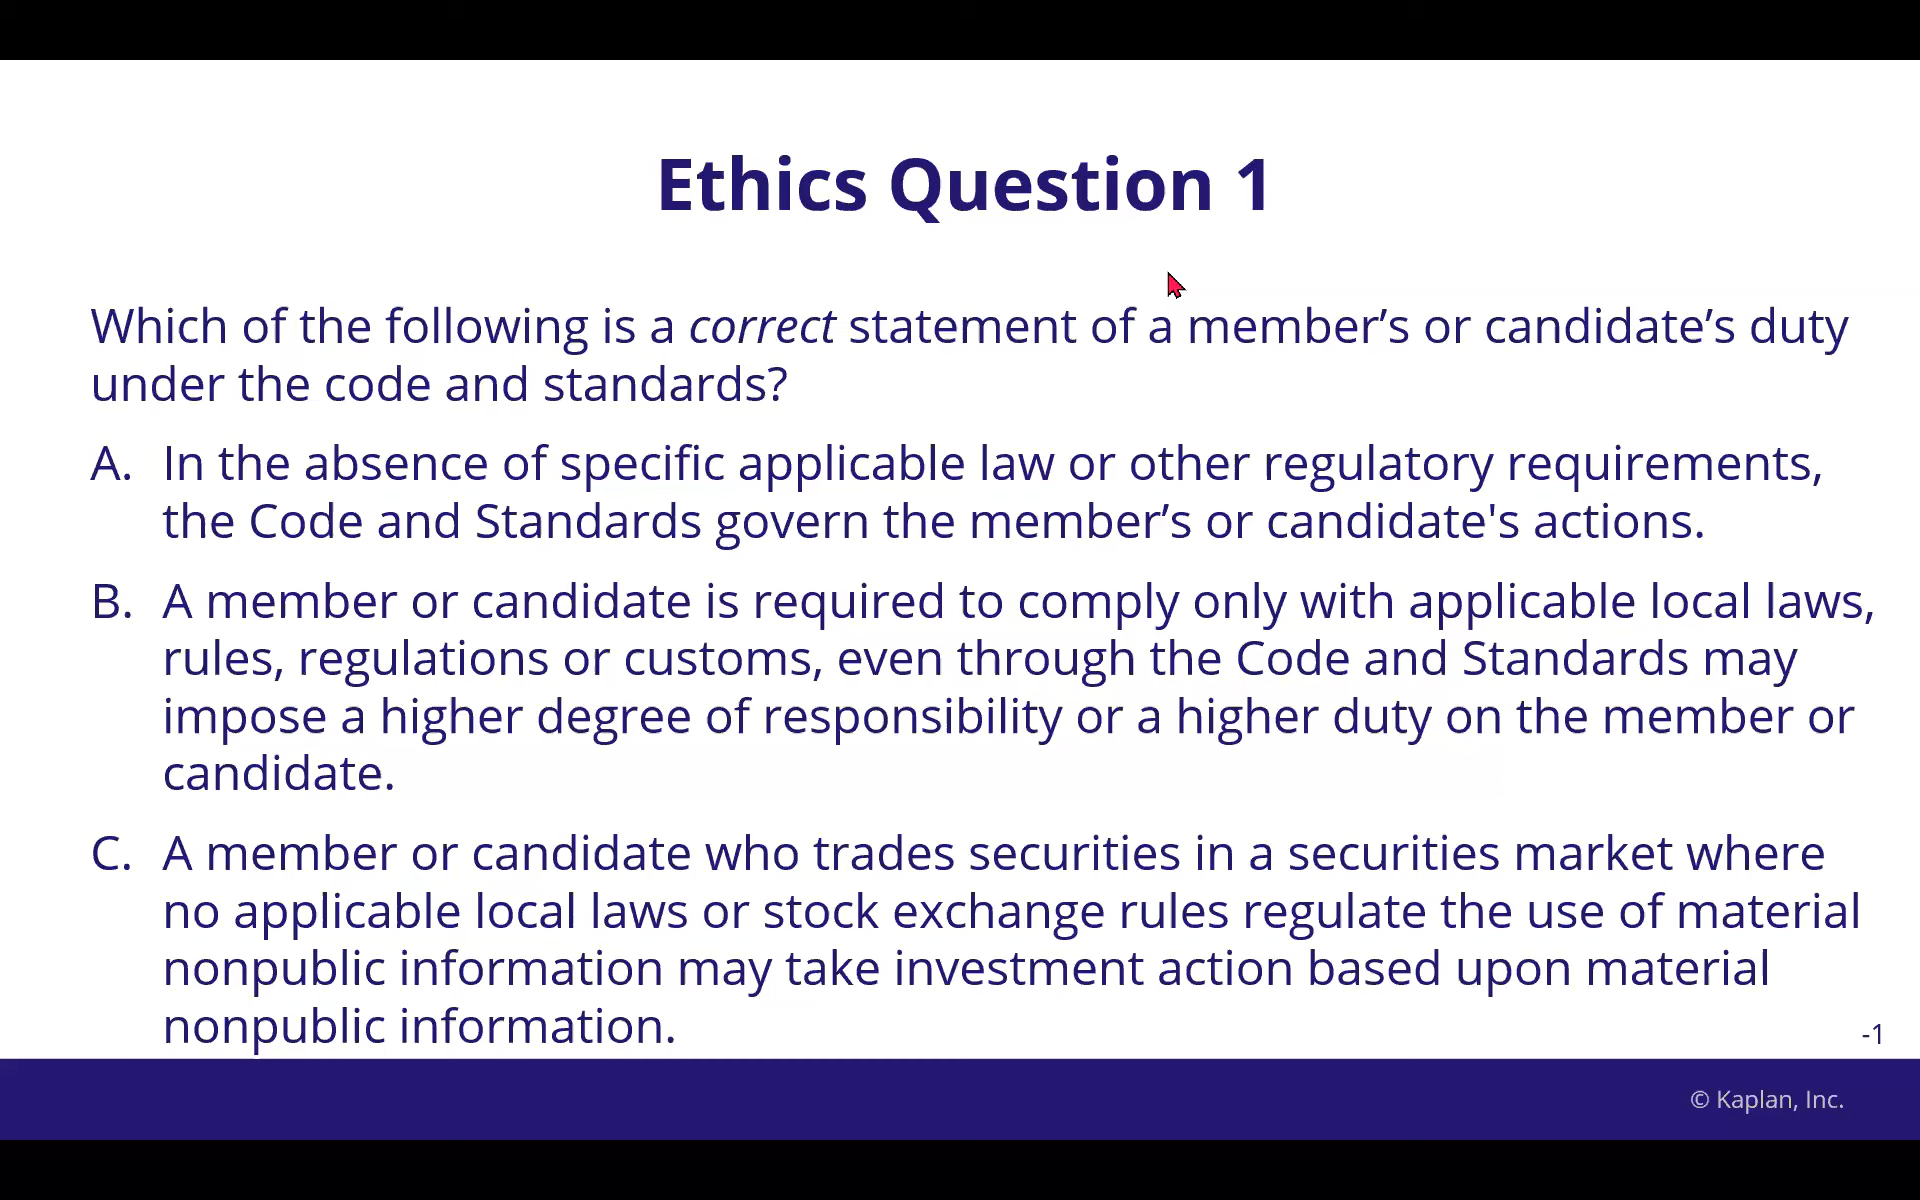 Ethics Question 1
Which of the following is a correct statement of a member’s or candidate’s duty
under the code and standards?
A. In the absence of specific applicable law or other regulatory requirements,
the Code and Standards govern the member’s or candidate's actions.
B. A member or candidate is required to comply only with applicable local laws,
rules, regulations or customs, even through the Code and Standards may
impose a higher degree of responsibility or a higher duty on the member or
candidate.
C. A member or candidate who trades securities in a securities market where
no applicable local laws or stock exchange rules regulate the use of material
nonpublic information may take investment action based upon material
nonpublic information.
-1
© Kaplan, Inc.